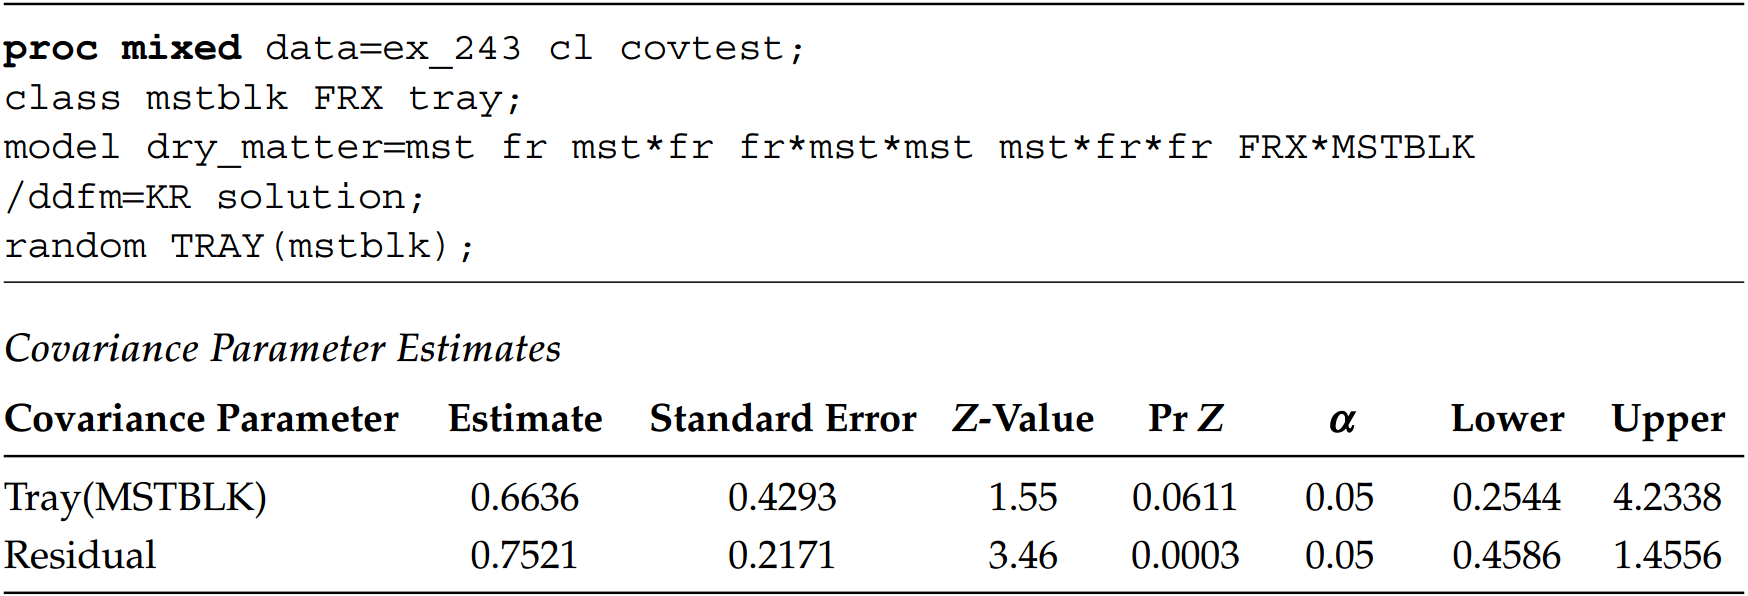 proc mixed data=ex_243 cl covtest;
class mstblk FRX tray;
model dry_matter=mst fr mst*fr fr*mst*mst mst*fr*fr FRX*MSTBLK
/ddfm=KR solution;
random TRAY(mstblk);
Covariance Parameter Estimates
Covariance Parameter Estimate Standard Error Z-Value Pr Z α Lower Upper
Tray(MSTBLK) 0.6636 0.4293 1.55 0.0611 0.05 0.2544 4.2338
Residual 0.7521 0.2171 3.46 0.0003 0.05 0.4586 1.4556